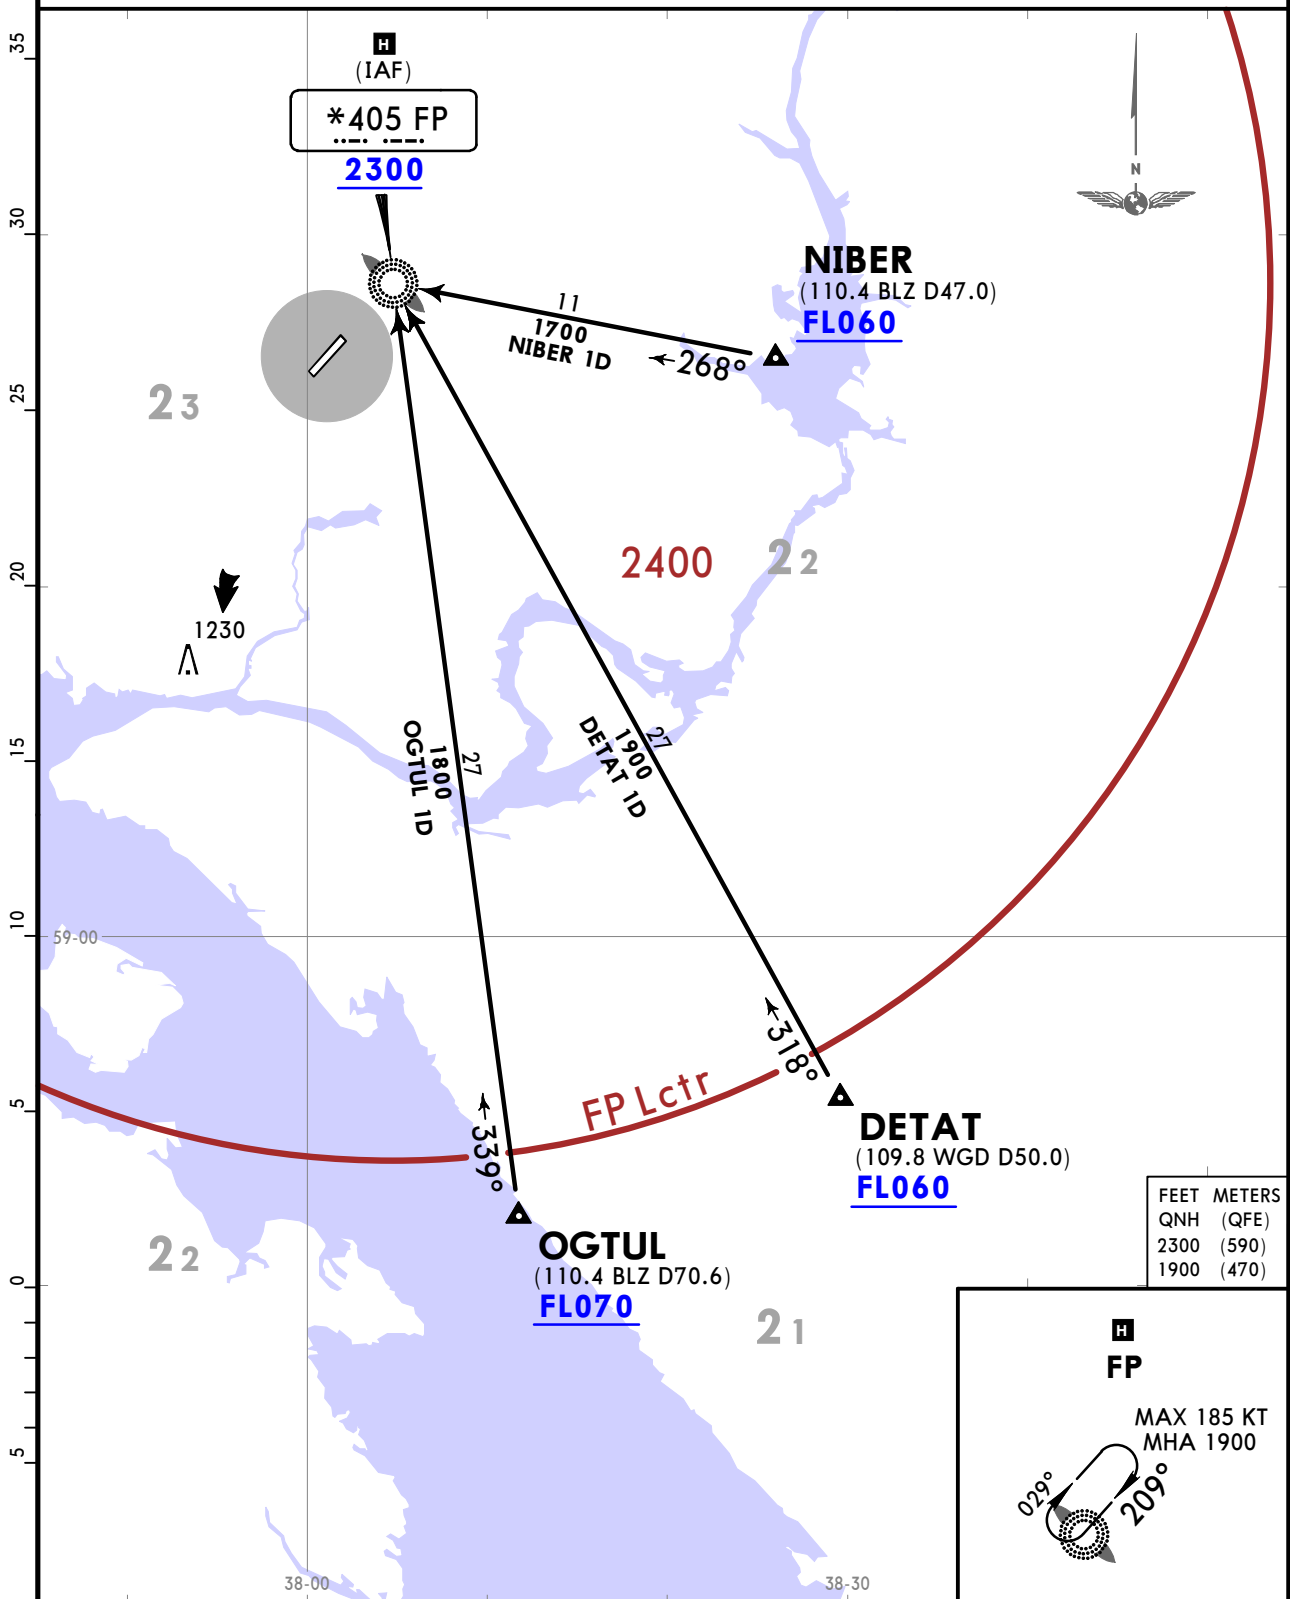 H
(IAF)
*405 FP
2300
N
NIBER
(110.4 BLZ D47.0)
FL060
11
1700
NIBER 1D
268°
23
2400
22
1230
1800
OGTUL 1D
27
1900
DETAT 1D
27
59-00
318°
FP Lctr
339°
DETAT
(109.8 WGD D50.0)
FL060
OGTUL
(110.4 BLZ D70.6)
FL070
22
21
FEET METERS
QNH (QFE)
2300 (590)
1900 (470)
H
FP
MAX 185 KT
MHA 1900
029°
209°
38-00
38-30
35
30
25
20
15
10
5
0
5